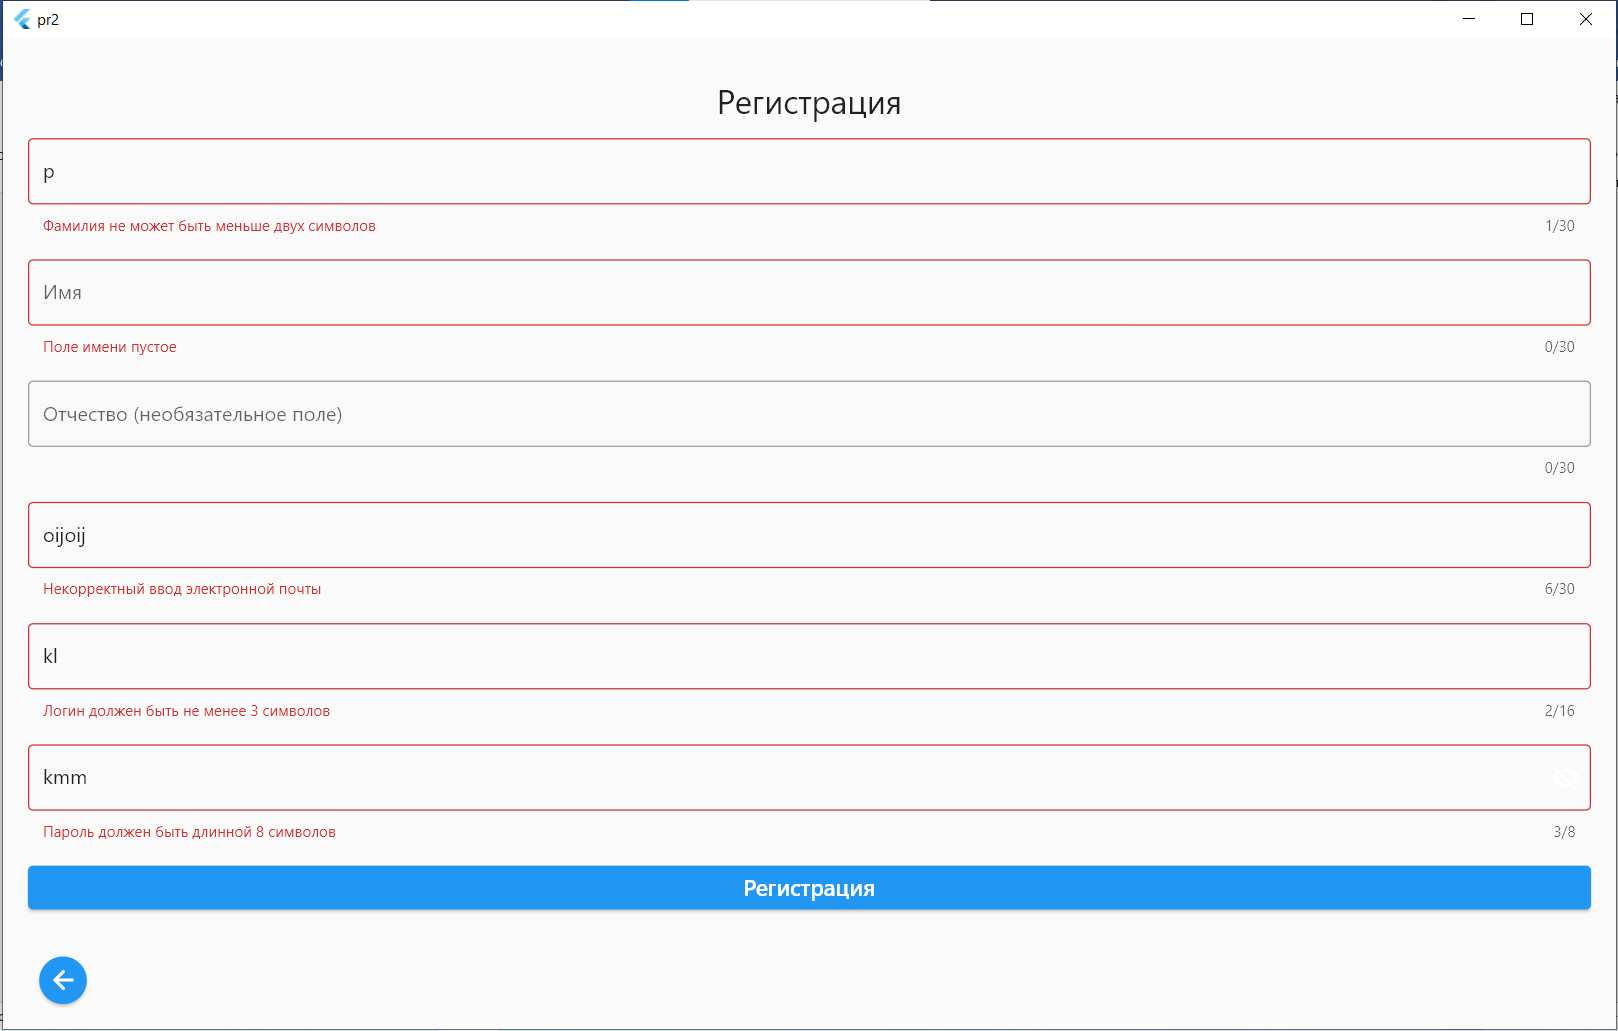 pr2
Регистрация
р
Фамилия не может быть меньше двух символов 1/30
Имя
Поле имени пустое 0/30
Отчество (необязательное поле)
0/30
oijoij
Некорректный ввод электронной почты 6/30
kl
Логин должен быть не менее 3 символов 2/16
kmm
Пароль должен быть длинной 8 символов 3/8
Регистрация